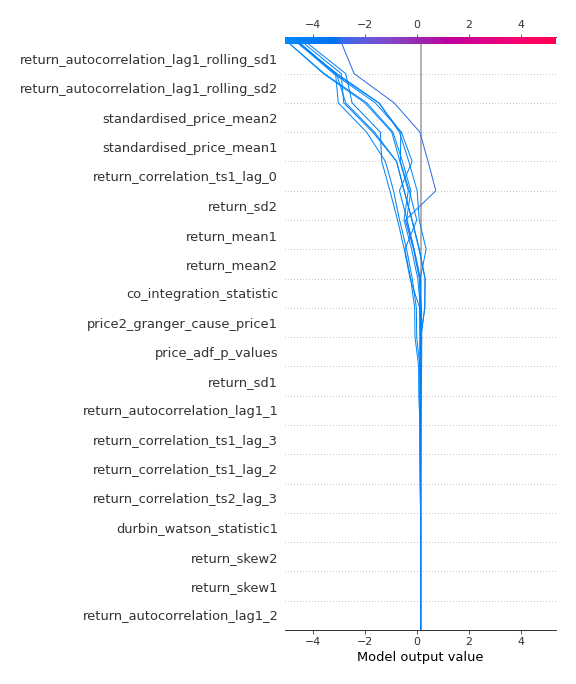 −4 −2 0 2 4
return_autocorrelation_lag1_rolling_sd1
return_autocorrelation_lag1_rolling_sd2
standardised_price_mean2
standardised_price_mean1
return_correlation_ts1_lag_0
return_sd2
return_mean1
return_mean2
co_integration_statistic
price2_granger_cause_price1
price_adf_p_values
return_sd1
return_autocorrelation_lag1_1
return_correlation_ts1_lag_3
return_correlation_ts1_lag_2
return_correlation_ts2_lag_3
durbin_watson_statistic1
return_skew2
return_skew1
return_autocorrelation_lag1_2
−4 −2 0 2 4
Model output value